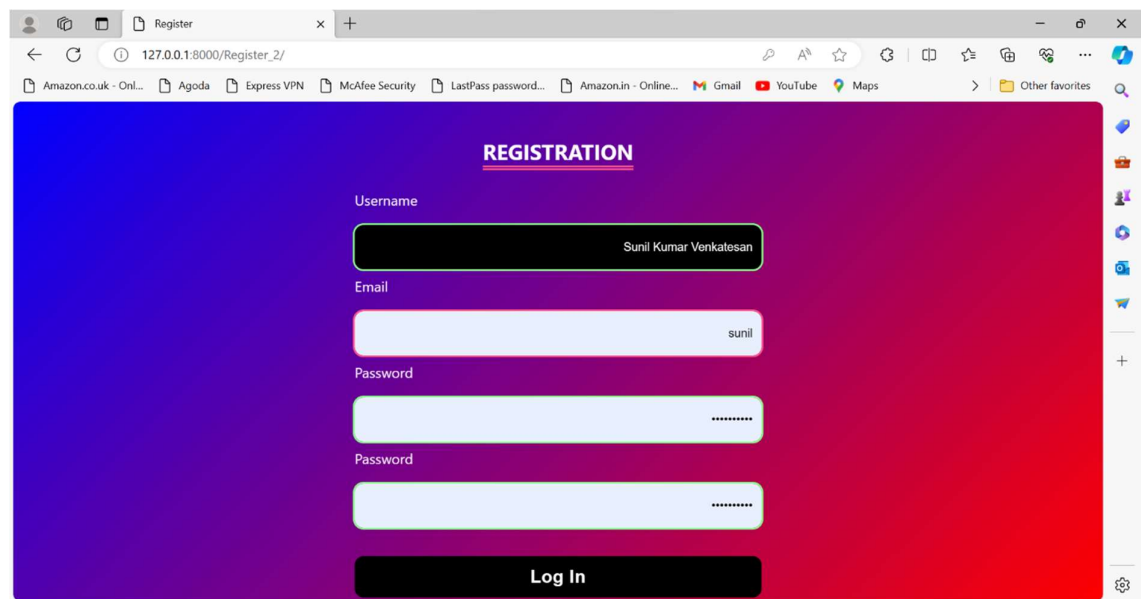 Register
127.0.0.1:8000/Register_2/
Amazon.co.uk - Onl... Agoda Express VPN McAfee Security LastPass password... Amazon.in - Online... Gmail YouTube Maps Other favorites
REGISTRATION
Username
Sunil Kumar Venkatesan
Email
sunil
Password
••••••••••
Password
••••••••••
Log In